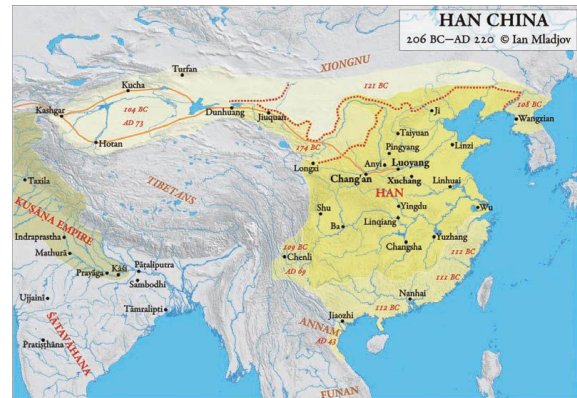 HAN CHINA
206 BC–AD 220 © Ian Mladjov
XIONGNU
Turfan
Kucha
121 BC
104 BC
AD 73
Kashgar
Dunhuang
Jiuquan
Ji
108 BC
Wangxian
Hotan
Taiyuan
174 BC
Pingyang
Linzi
Longxi
Anyi
Luoyang
Chang'an
Xuchang
Linhuai
HAN
Taxila
TIBETANS
KUṢĀṆA EMPIRE
Shu
Yingdu
Wu
Ba
Linqiang
Indraprastha
Mathurā
Changsha
Yuzhang
109 BC
AD 69
Chenli
111 BC
Prayāga
Kāśī
Pāṭaliputra
Sambodhi
111 BC
Ujjainī
Tāmralipti
Nanhai
112 BC
Jiaozhi
ANNAM
AD 43
SĀTAVĀHANA
Pratiṣṭhāna
FUNAN